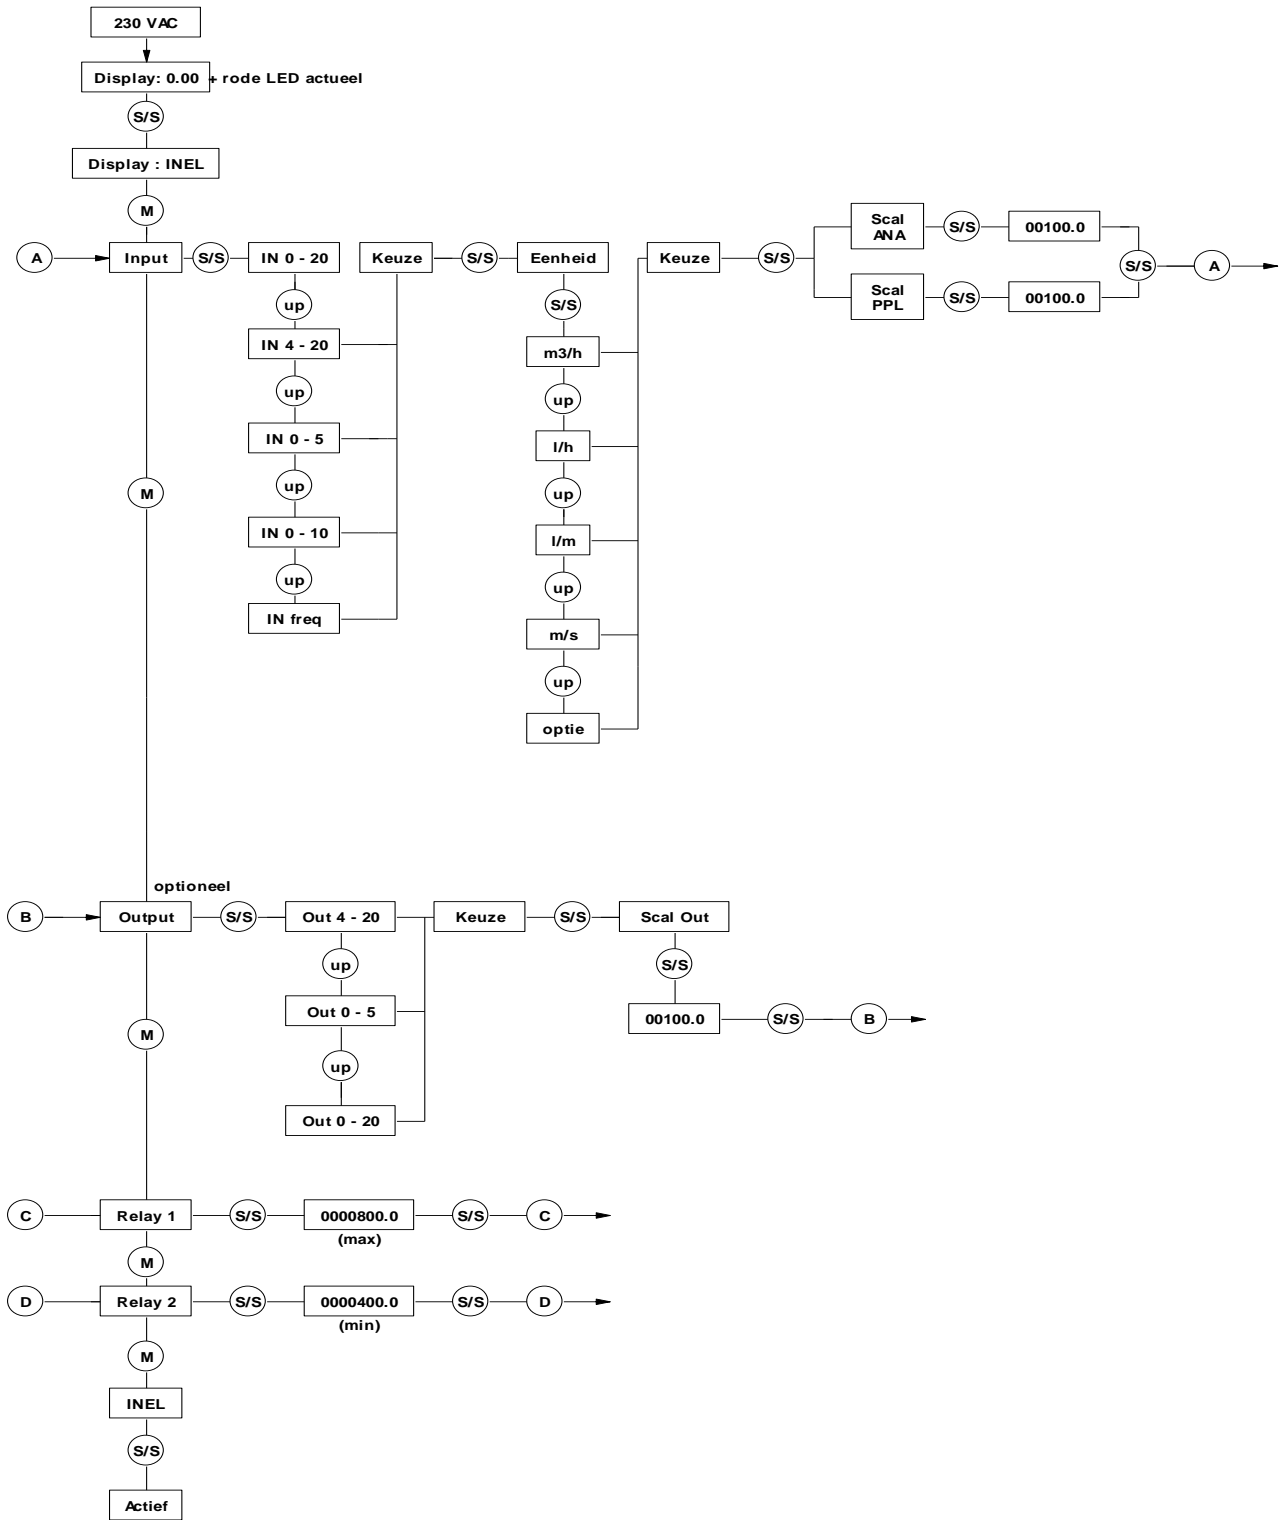 230 VAC
Display: 0.00 + rode LED actueel
S/S
Display : INEL
M
A
Input
S/S
IN 0 - 20
up
IN 4 - 20
up
IN 0 - 5
up
IN 0 - 10
up
IN freq
Keuze
S/S
Eenheid
S/S
m3/h
up
l/h
up
l/m
up
m/s
up
optie
Keuze
S/S
Scal
ANA
S/S
00100.0
Scal
PPL
S/S
00100.0
S/S
A
M
optioneel
B
Output
S/S
Out 4 - 20
up
Out 0 - 5
up
Out 0 - 20
Keuze
S/S
Scal Out
S/S
00100.0
S/S
B
M
C
Relay 1
S/S
0000800.0
(max)
S/S
C
M
D
Relay 2
S/S
0000400.0
(min)
S/S
D
M
INEL
S/S
Actief